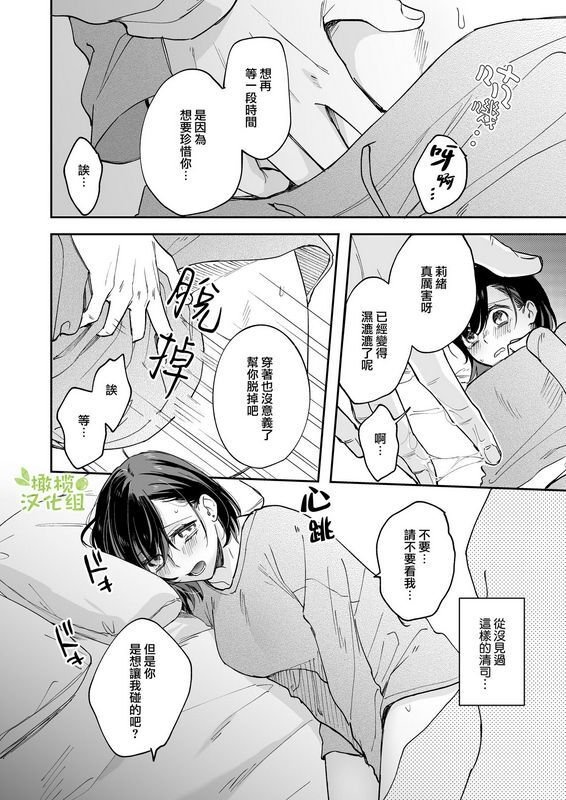 想再
等一段時間
是因為
想要珍惜你…
誒…
呀
啊…
莉緒
真厲害呀
已經變得
濕漉漉了呢
啊…
穿著也沒意義了
幫你脫掉吧
脫掉
誒…
等…
橄榄
汉化组
從沒見過
這樣的清司…
不要…
請不要看我…
心跳
但是你
是想讓我碰的吧？
ドキ
ドキ